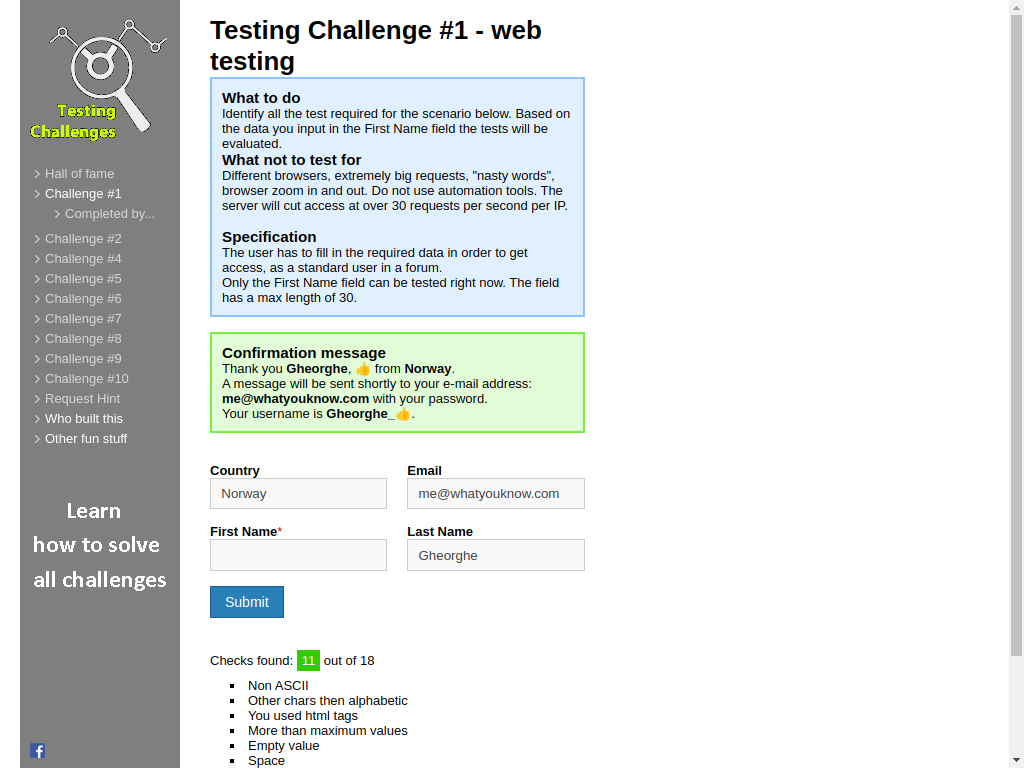 Testing
Challenges
Hall of fame
Challenge #1
Completed by...
Challenge #2
Challenge #4
Challenge #5
Challenge #6
Challenge #7
Challenge #8
Challenge #9
Challenge #10
Request Hint
Who built this
Other fun stuff
Learn
how to solve
all challenges
Testing Challenge #1 - web
testing
What to do
Identify all the test required for the scenario below. Based on
the data you input in the First Name field the tests will be
evaluated.
What not to test for
Different browsers, extremely big requests, "nasty words",
browser zoom in and out. Do not use automation tools. The
server will cut access at over 30 requests per second per IP.
Specification
The user has to fill in the required data in order to get
access, as a standard user in a forum.
Only the First Name field can be tested right now. The field
has a max length of 30.
Confirmation message
Thank you Gheorghe, 👍 from Norway.
A message will be sent shortly to your e-mail address:
me@whatyouknow.com with your password.
Your username is Gheorghe_👍.
Country
Email
Norway
me@whatyouknow.com
First Name*
Last Name
Gheorghe
Submit
Checks found: 11 out of 18
Non ASCII
Other chars then alphabetic
You used html tags
More than maximum values
Empty value
Space